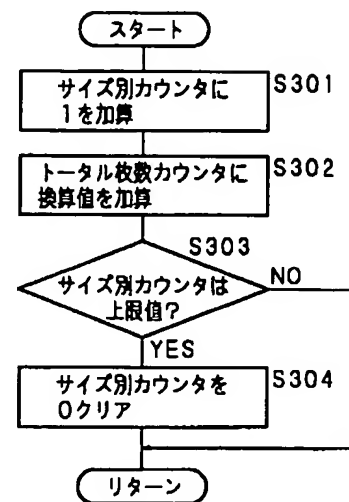 スタート
サイズ別カウンタに
1を加算
S301
トータル枚数カウンタに
換算値を加算
S302
S303
サイズ別カウンタは
上限値?
NO
YES
サイズ別カウンタを
0クリア
S304
リターン